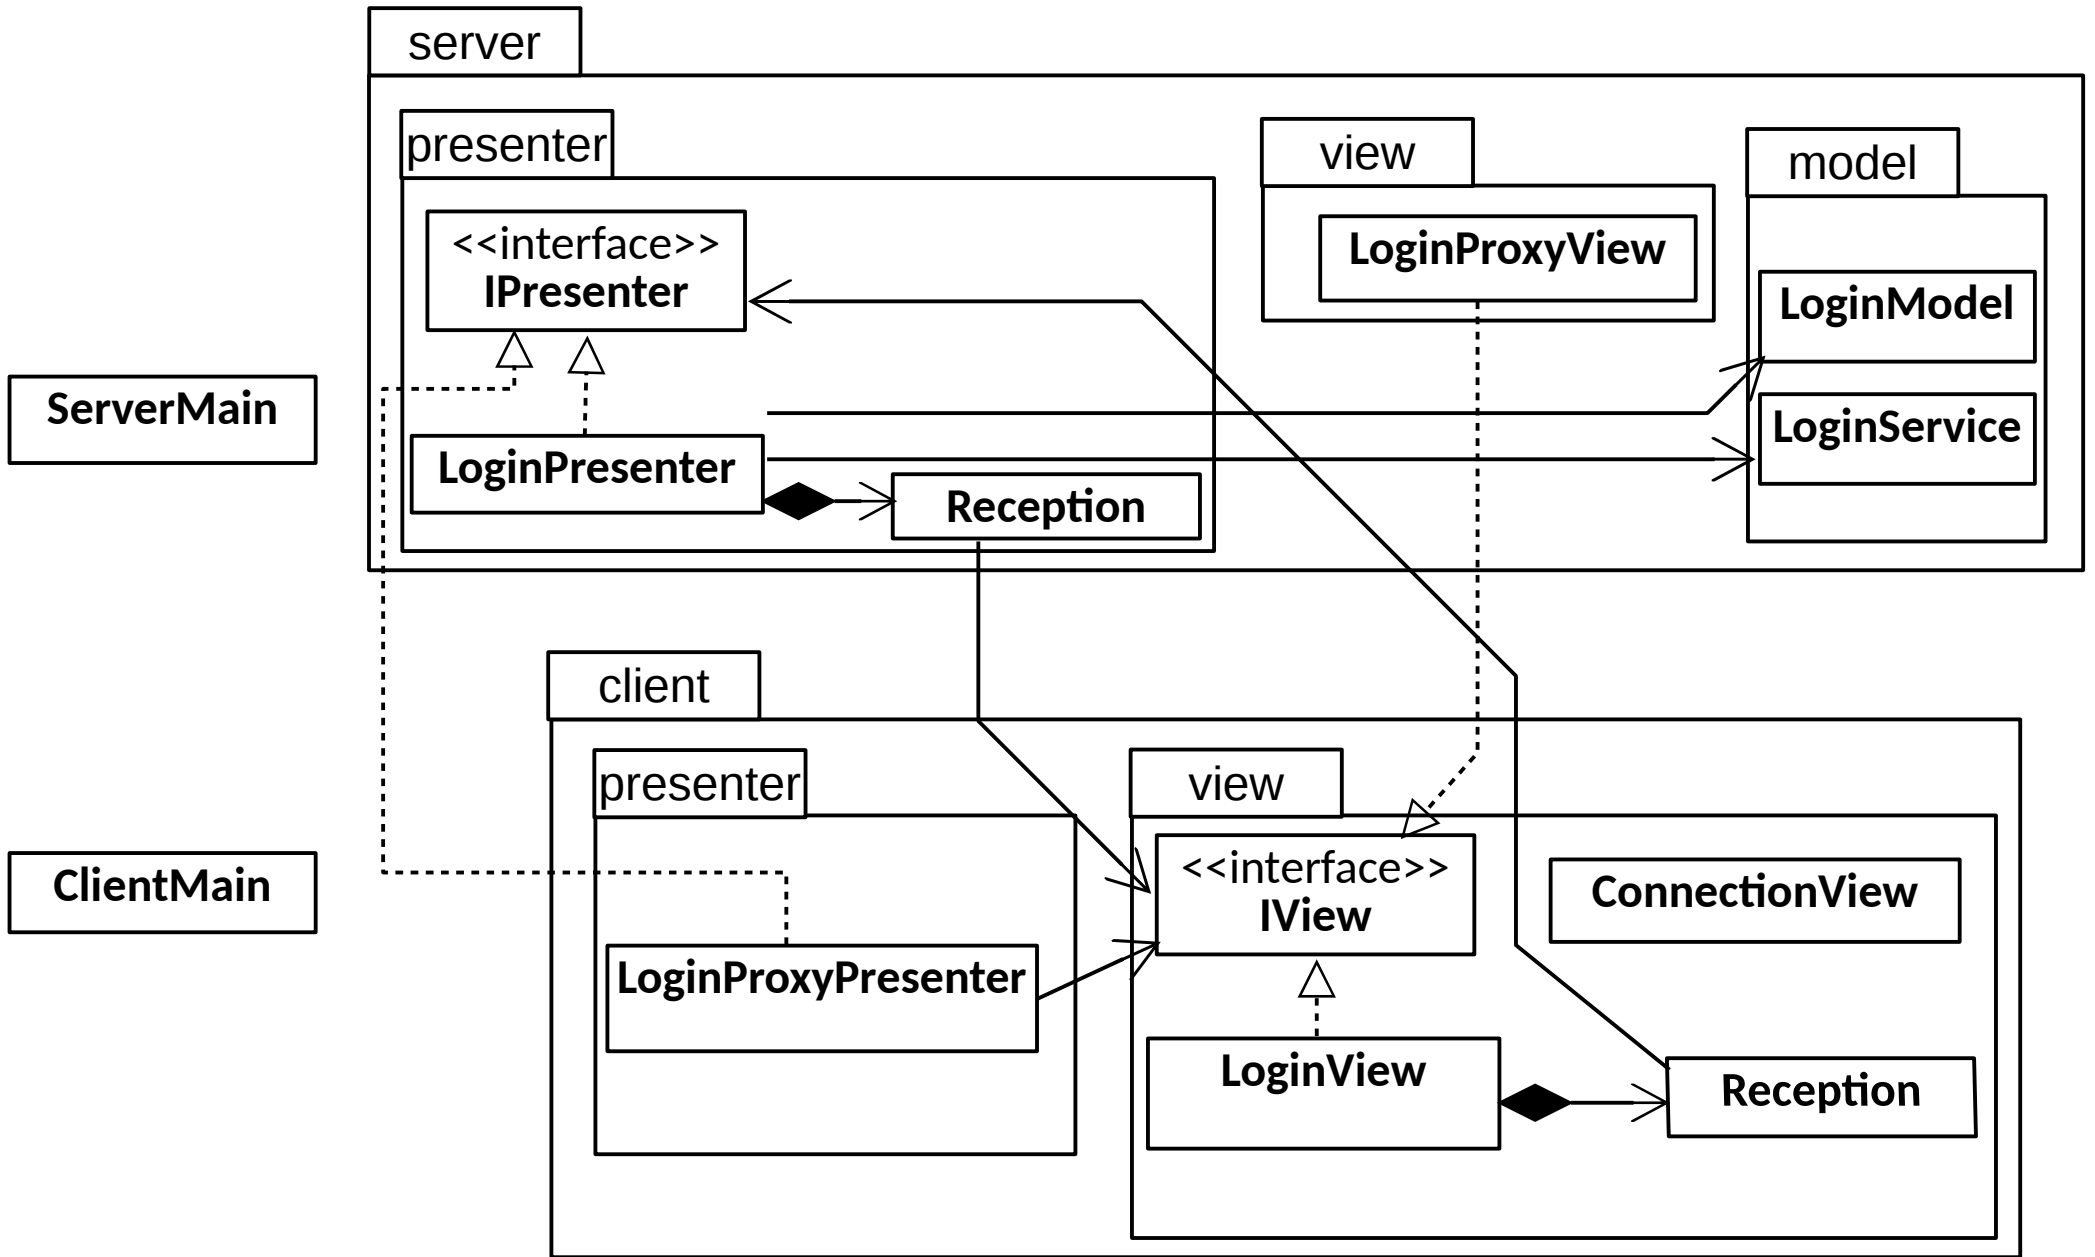 server
presenter
view
model
<<interface>>
IPresenter
LoginProxyView
LoginModel
ServerMain
LoginPresenter
LoginService
Reception
client
presenter
view
ClientMain
<<interface>>
IView
ConnectionView
LoginProxyPresenter
LoginView
Reception